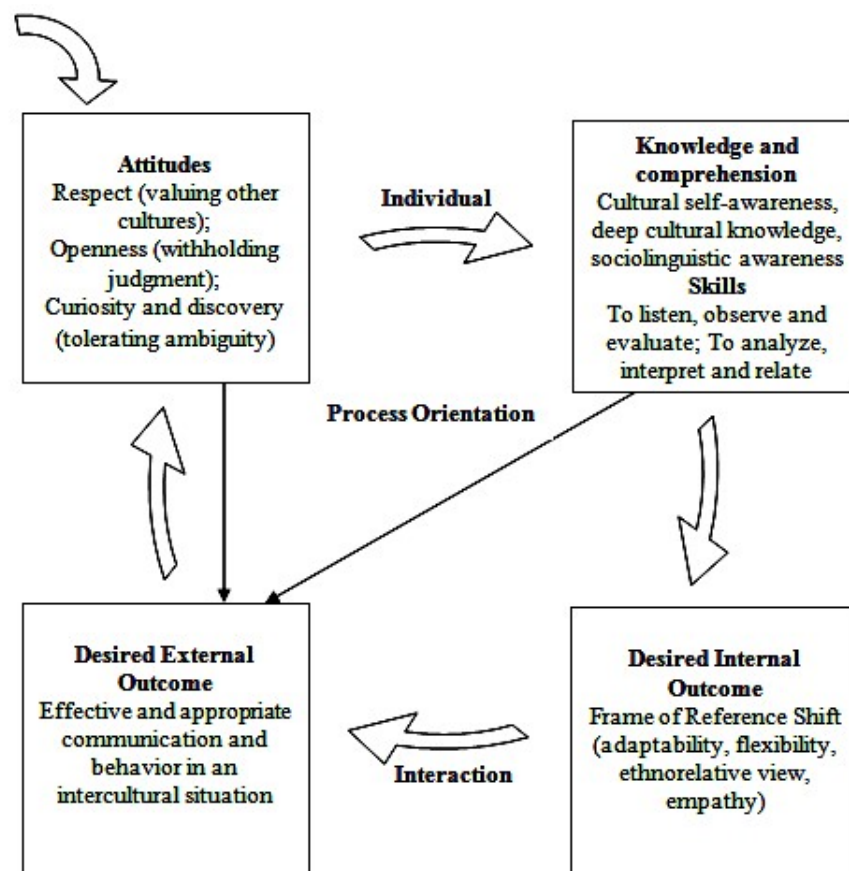 Attitudes
Respect (valuing other
cultures);
Openness (withholding
judgment);
Curiosity and discovery
(tolerating ambiguity)
Individual
Knowledge and
comprehension
Cultural self-awareness,
deep cultural knowledge,
sociolinguistic awareness
Skills
To listen, observe and
evaluate; To analyze,
interpret and relate
Process Orientation
Desired External
Outcome
Effective and appropriate
communication and
behavior in an
intercultural situation
Interaction
Desired Internal
Outcome
Frame of Reference Shift
(adaptability, flexibility,
ethnorelative view,
empathy)